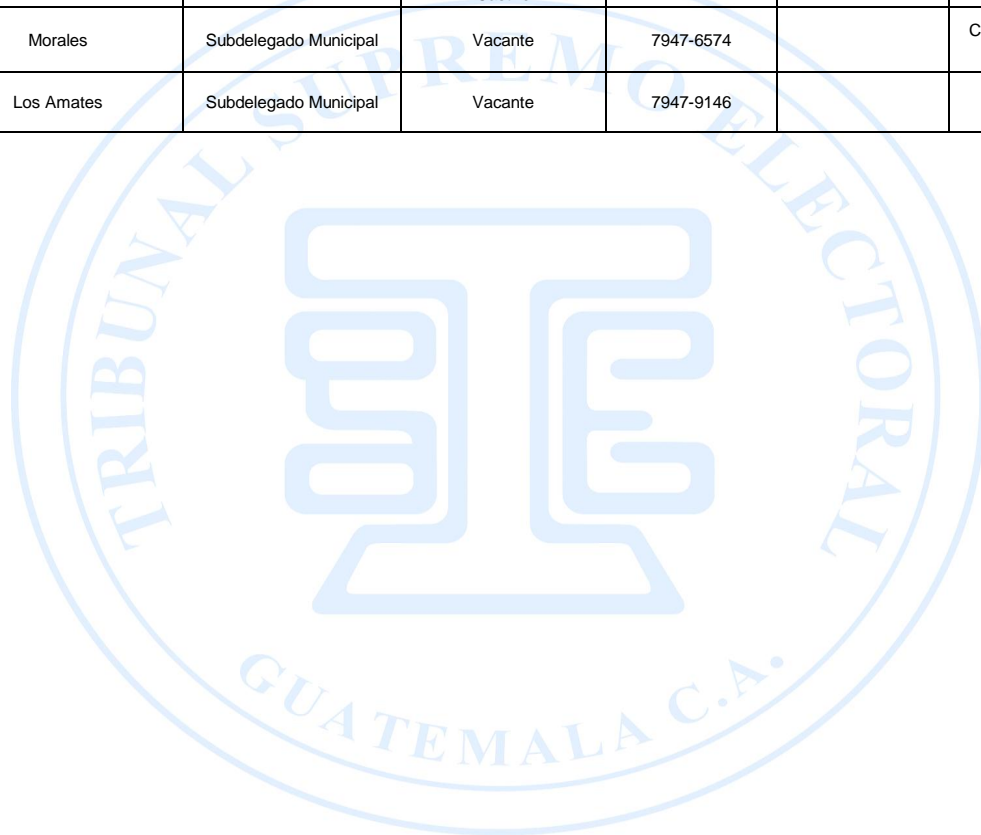 Morales Subdelegado Municipal Vacante 7947-6574 C
Los Amates Subdelegado Municipal Vacante 7947-9146
TRIBUNAL SUPREMO ELECTORAL
GUATEMALA C.A.